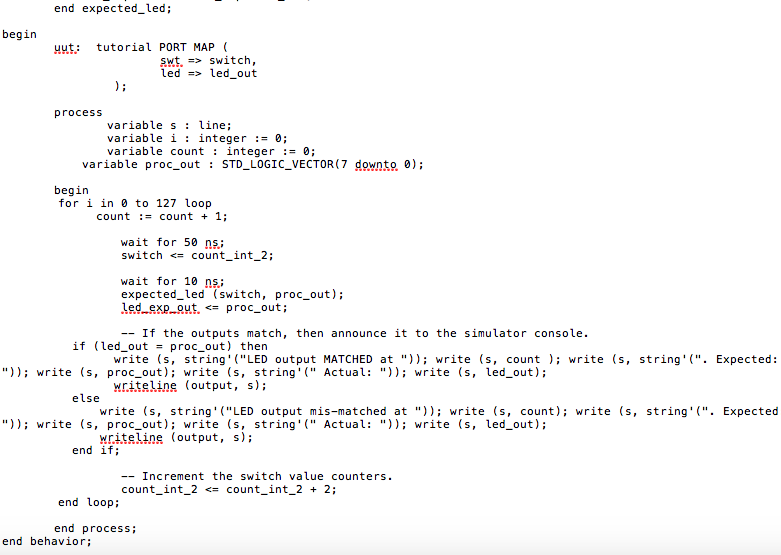 end expected_led;
begin
uut: tutorial PORT MAP (
swt => switch,
led => led_out
);
process
variable s : line;
variable i : integer := 0;
variable count : integer := 0;
variable proc_out : STD_LOGIC_VECTOR(7 downto 0);
begin
for i in 0 to 127 loop
count := count + 1;
wait for 50 ns;
switch <= count_int_2;
wait for 10 ns;
expected_led (switch, proc_out);
led_exp_out <= proc_out;
-- If the outputs match, then announce it to the simulator console.
if (led_out = proc_out) then
write (s, string'("LED output MATCHED at ")); write (s, count ); write (s, string'(". Expected:
")); write (s, proc_out); write (s, string'(" Actual: ")); write (s, led_out);
writeline (output, s);
else
write (s, string'("LED output mis-matched at ")); write (s, count); write (s, string'(". Expected
")); write (s, proc_out); write (s, string'(" Actual: ")); write (s, led_out);
writeline (output, s);
end if;
-- Increment the switch value counters.
count_int_2 <= count_int_2 + 2;
end loop;
end process;
end behavior;